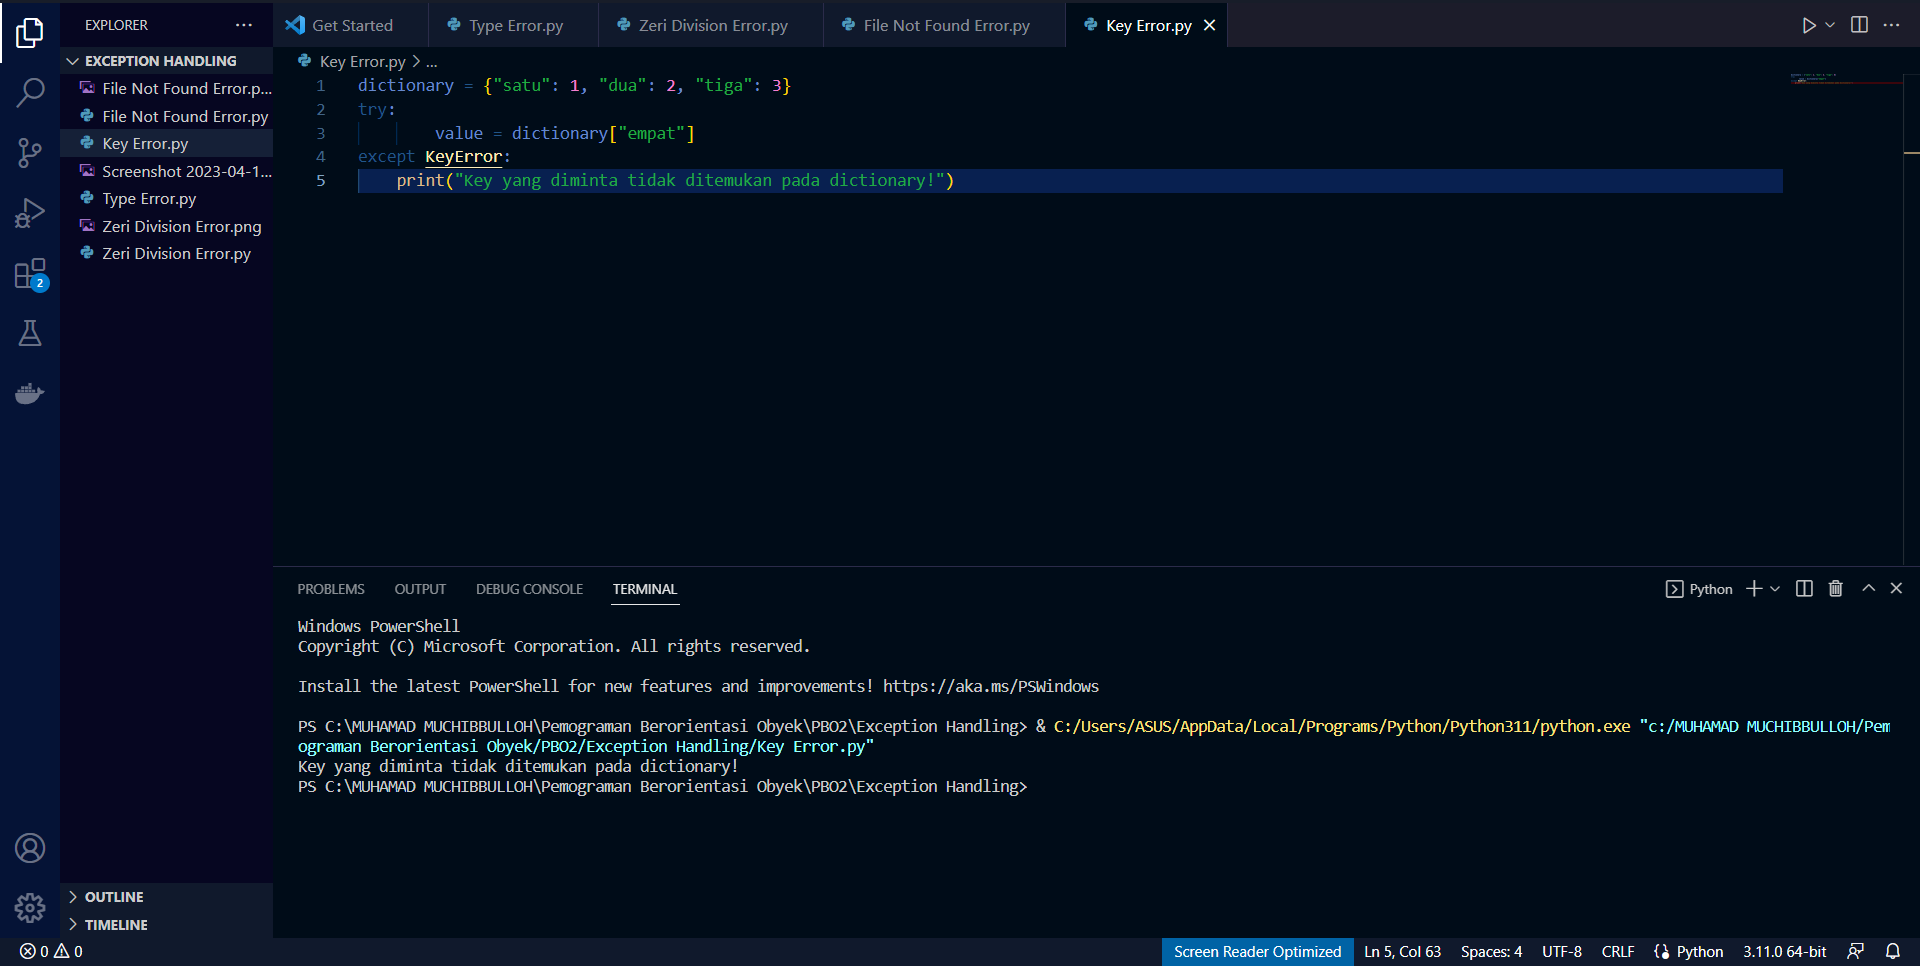 EXPLORER ···
EXCEPTION HANDLING
File Not Found Error.p...
File Not Found Error.py
Key Error.py
Screenshot 2023-04-1...
Type Error.py
Zeri Division Error.png
Zeri Division Error.py
OUTLINE
TIMELINE
2
Get Started
Type Error.py
Zeri Division Error.py
File Not Found Error.py
Key Error.py
Key Error.py > ...
1 dictionary = {"satu": 1, "dua": 2, "tiga": 3}
2 try:
3 value = dictionary["empat"]
4 except KeyError:
5 print("Key yang diminta tidak ditemukan pada dictionary!")
PROBLEMS OUTPUT DEBUG CONSOLE TERMINAL
Python
Windows PowerShell
Copyright (C) Microsoft Corporation. All rights reserved.
Install the latest PowerShell for new features and improvements! https://aka.ms/PSWindows
PS C:\MUHAMAD MUCHIBBULLOH\Pemograman Berorientasi Obyek\PBO2\Exception Handling> & C:/Users/ASUS/AppData/Local/Programs/Python/Python311/python.exe "c:/MUHAMAD MUCHIBBULLOH/Pem
ograman Berorientasi Obyek/PBO2/Exception Handling/Key Error.py"
Key yang diminta tidak ditemukan pada dictionary!
PS C:\MUHAMAD MUCHIBBULLOH\Pemograman Berorientasi Obyek\PBO2\Exception Handling>
0 0
Screen Reader Optimized Ln 5, Col 63 Spaces: 4 UTF-8 CRLF Python 3.11.0 64-bit